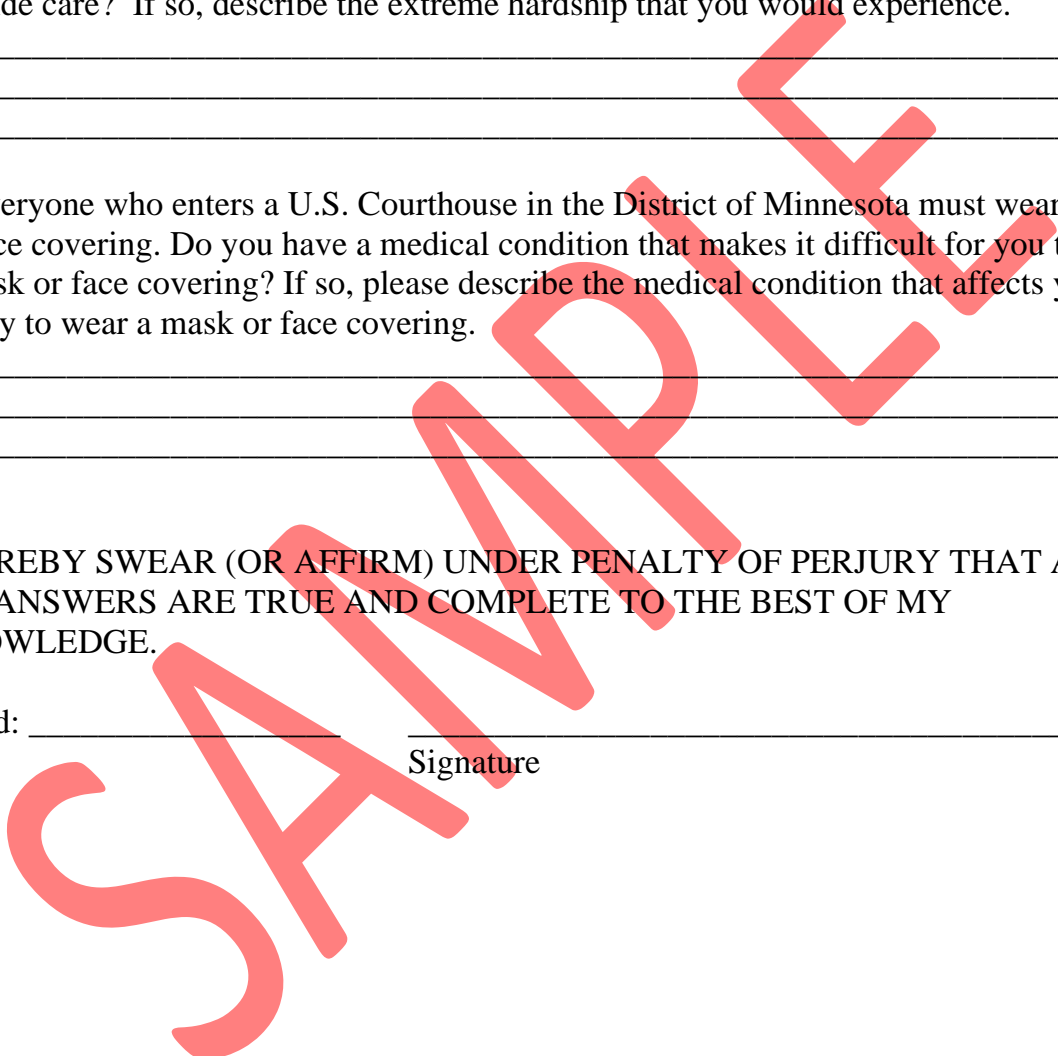 de care? If so, describe the extreme hardship that you would experience.
eryone who enters a U.S. Courthouse in the District of Minnesota must wear
ce covering. Do you have a medical condition that makes it difficult for you t
sk or face covering? If so, please describe the medical condition that affects y
y to wear a mask or face covering.
REBY SWEAR (OR AFFIRM) UNDER PENALTY OF PERJURY THAT A
ANSWERS ARE TRUE AND COMPLETE TO THE BEST OF MY
OWLEDGE.
d: __________________ ______________________________________
Signature
SAMPLE